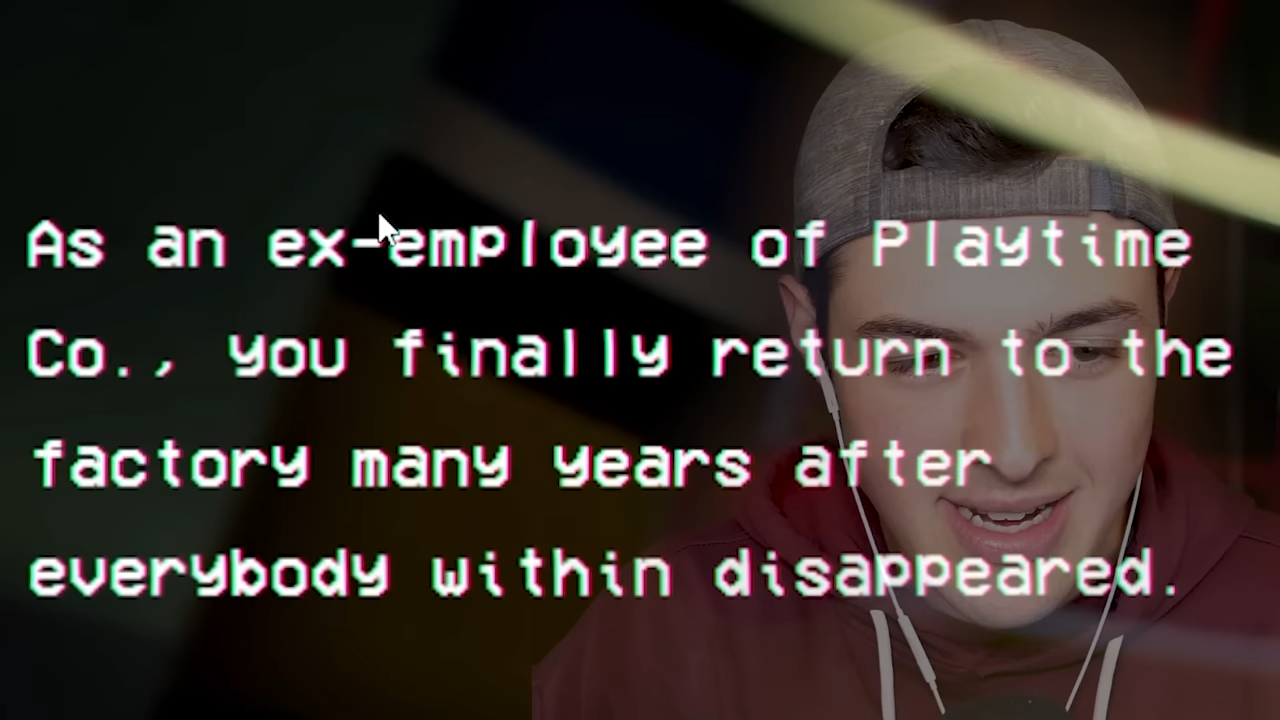 As an ex-employee of Playtime
Co., you finally return to the
factory many years after
everybody within disappeared.